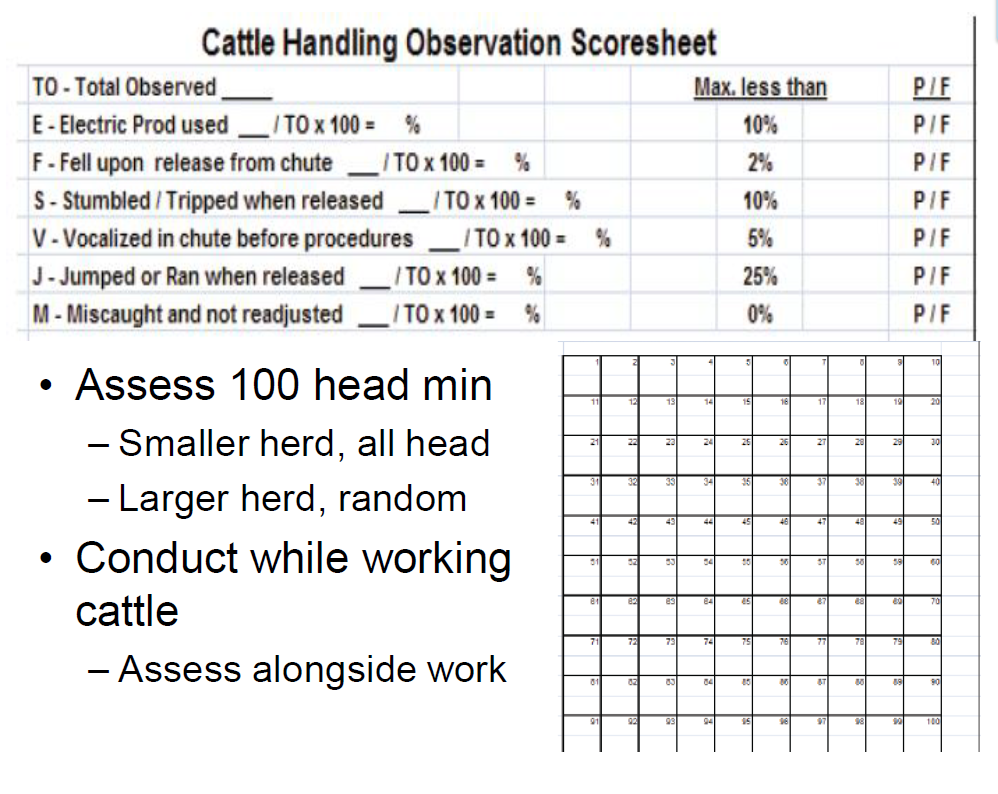 Cattle Handling Observation Scoresheet
TO - Total Observed ____ Max. less than P / F
E - Electric Prod used ___ / TO x 100 = % 10% P / F
F - Fell upon release from chute ___ / TO x 100 = % 2% P / F
S - Stumbled / Tripped when released ___ / TO x 100 = % 10% P / F
V - Vocalized in chute before procedures ___ / TO x 100 = % 5% P / F
J - Jumped or Ran when released ___ / TO x 100 = % 25% P / F
M - Miscaught and not readjusted ___ / TO x 100 = % 0% P / F
• Assess 100 head min
– Smaller herd, all head
– Larger herd, random
• Conduct while working
cattle
– Assess alongside work
1 2 3 4 5 6 7 8 9 10
11 12 13 14 15 16 17 18 19 20
21 22 23 24 25 26 27 28 29 30
31 32 33 34 35 36 37 38 39 40
41 42 43 44 45 46 47 48 49 50
51 52 53 54 55 56 57 58 59 60
61 62 63 64 65 66 67 68 69 70
71 72 73 74 75 76 77 78 79 80
81 82 83 84 85 86 87 88 89 90
91 92 93 94 95 96 97 98 99 100